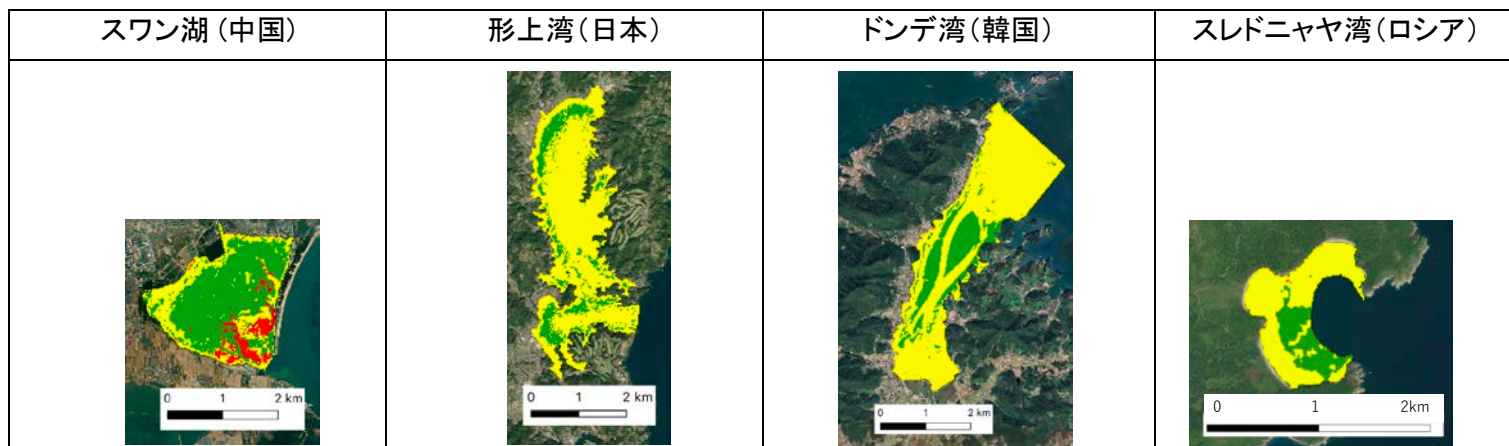 スワン湖 (中国)
形上湾(日本)
ドンデ湾(韓国)
スレドニャヤ湾(ロシア)
0 1 2 km
0 1 2 km
0 1 2 km
0 1 2km